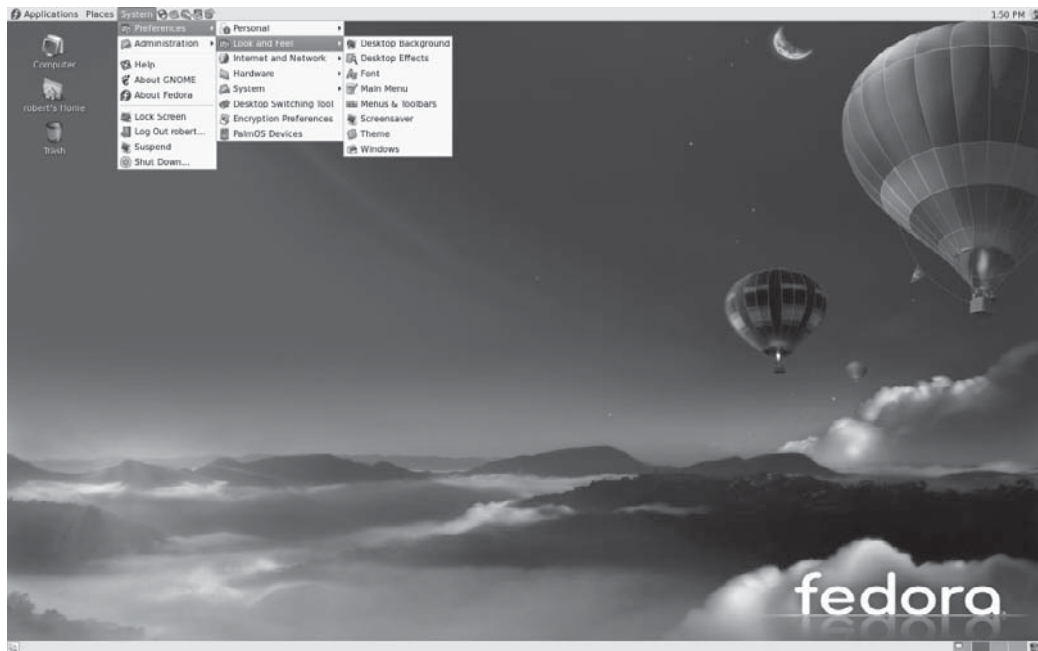 Applications Places System
1:50 PM
Preferences
Administration
Help
About GNOME
About Fedora
Lock Screen
Log Out robert...
Suspend
Shut Down...
Personal
Look and Feel
Internet and Network
Hardware
System
Desktop Switching Tool
Encryption Preferences
PalmOS Devices
Desktop Background
Desktop Effects
Font
Main Menu
Menus & Toolbars
Screensaver
Theme
Windows
Computer
robert's Home
Trash
fedora